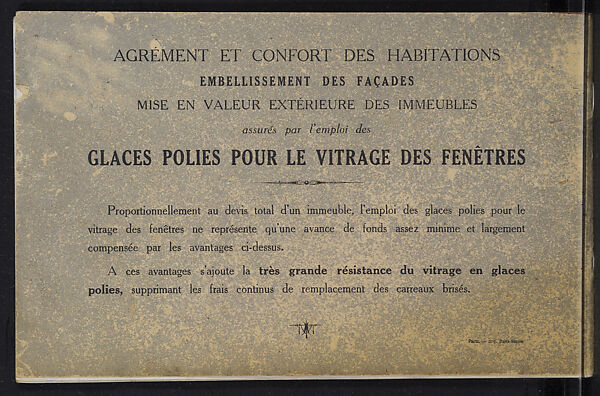 AGRÉMENT ET CONFORT DES HABITATIONS
EMBELLISSEMENT DES FAÇADES
MISE EN VALEUR EXTÉRIEURE DES IMMEUBLES
assurés par l'emploi des
GLACES POLIES POUR LE VITRAGE DES FENÊTRES
Proportionnellement au devis total d'un immeuble, l'emploi des glaces polies pour le
vitrage des fenêtres ne représente qu'une avance de fonds assez minime et largement
compensée par les avantages ci-dessus.
A ces avantages s'ajoute la très grande résistance du vitrage en glaces
polies, supprimant les frais continus de remplacement des carreaux brisés.
Paris. —